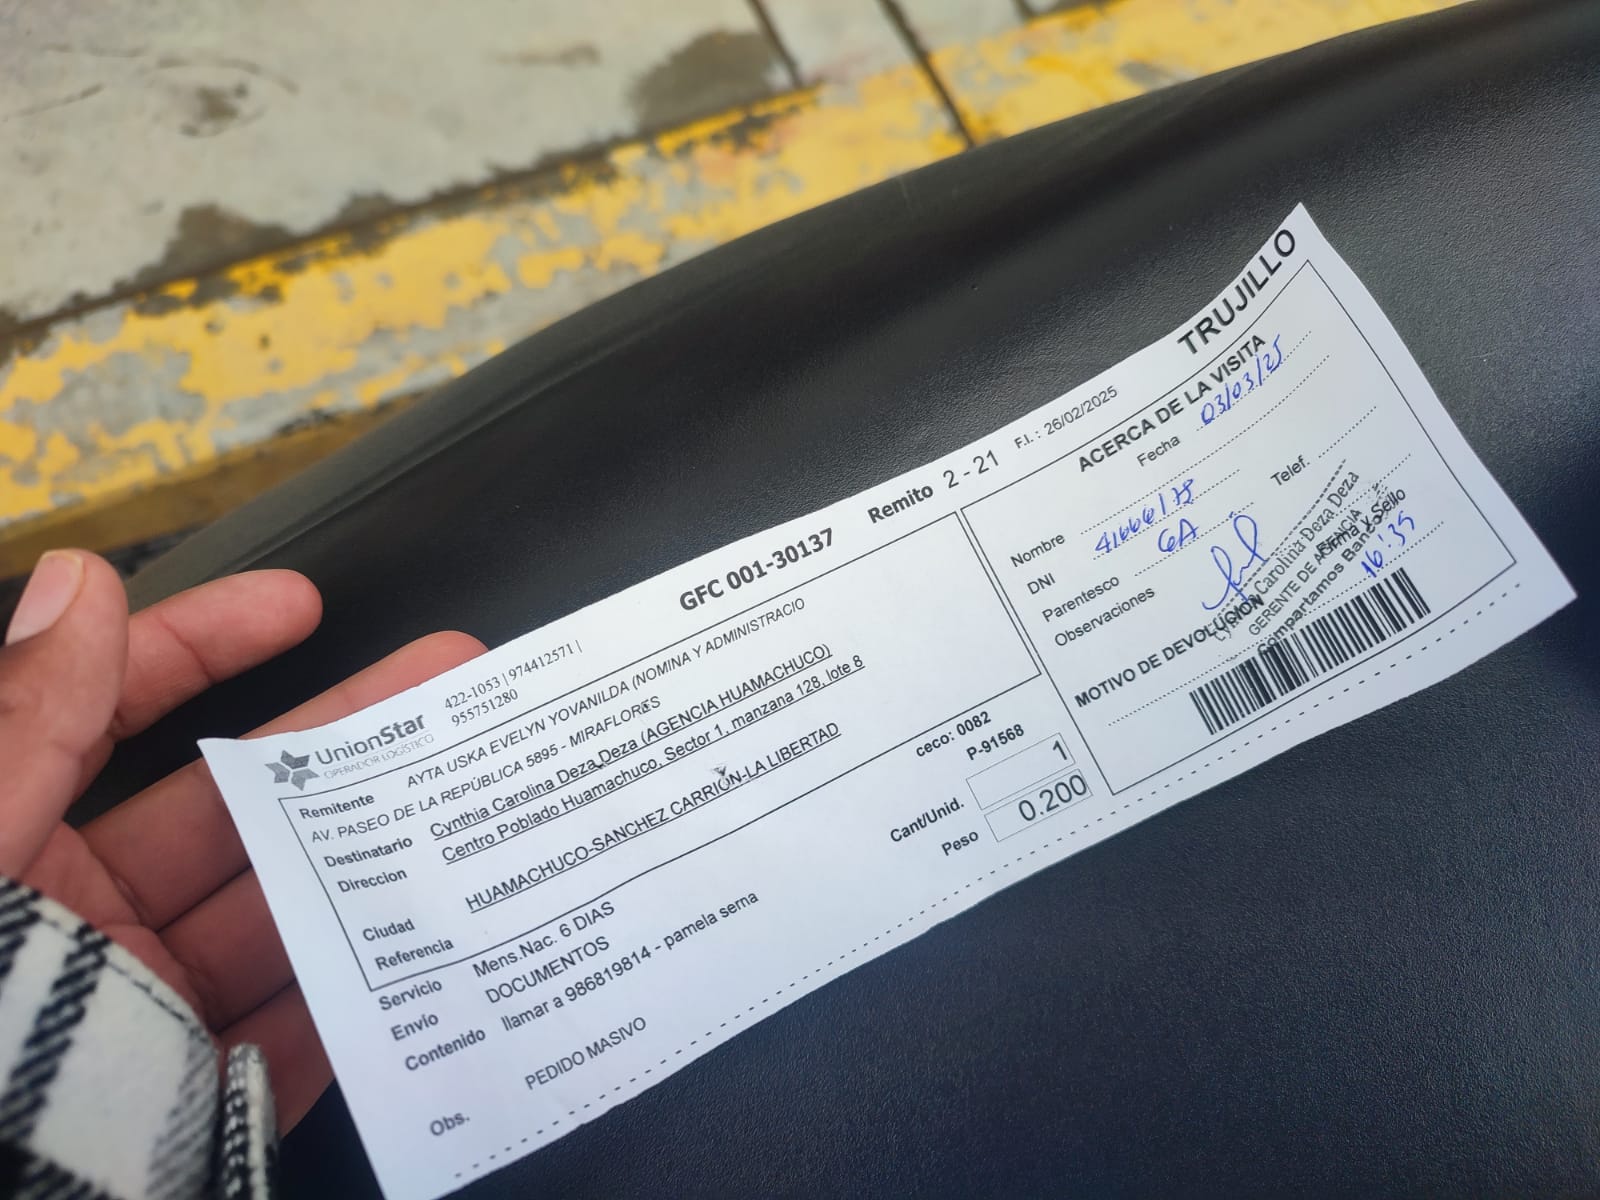 TRUJILLO
UnionStar
OPERADOR LOGÍSTICO
422-1053 | 974412571 |
955751280
GFC 001-30137
Remito 2 - 21
F.I. : 26/02/2025
Remitente AYTA USKA EVELYN YOVANILDA (NOMINA Y ADMINISTRACIO
AV. PASEO DE LA REPÚBLICA 5895 - MIRAFLORES
Destinatario Cynthia Carolina Deza Deza (AGENCIA HUAMACHUCO)
Direccion Centro Poblado Huamachuco, Sector 1, manzana 128, lote 8
Ciudad HUAMACHUCO-SANCHEZ CARRIÓN-LA LIBERTAD
Referencia
Servicio Mens.Nac. 6 DIAS
Envío DOCUMENTOS
Contenido llamar a 986819814 - pamela serna
PEDIDO MASIVO
Obs.
ceco: 0082
P-91568
Cant/Unid. 1
Peso 0.200
ACERCA DE LA VISITA
Fecha 03/03/25
Nombre
DNI 41666175
Parentesco GA
Telef.
Observaciones
Firma y Sello
Carolina Deza Deza
GERENTE DE AGENCIA
Compartamos Banco
16:35
MOTIVO DE DEVOLUCIÓN